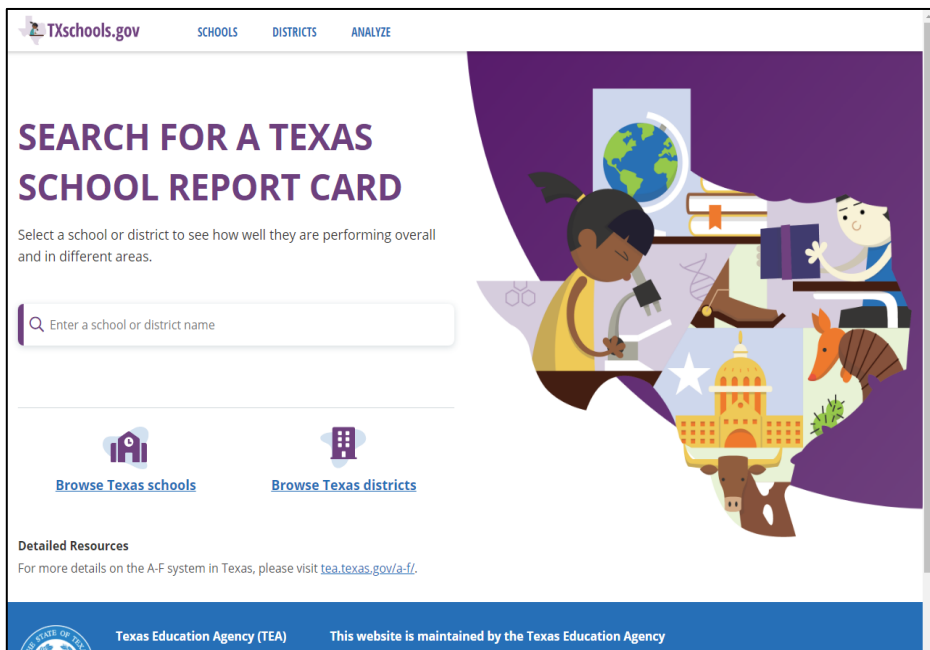 TXschools.gov
SCHOOLS
DISTRICTS
ANALYZE
SEARCH FOR A TEXAS
SCHOOL REPORT CARD
Select a school or district to see how well they are performing overall
and in different areas.
Enter a school or district name
Browse Texas schools
Browse Texas districts
Detailed Resources
For more details on the A-F system in Texas, please visit tea.texas.gov/a-f/.
Texas Education Agency (TEA)
This website is maintained by the Texas Education Agency